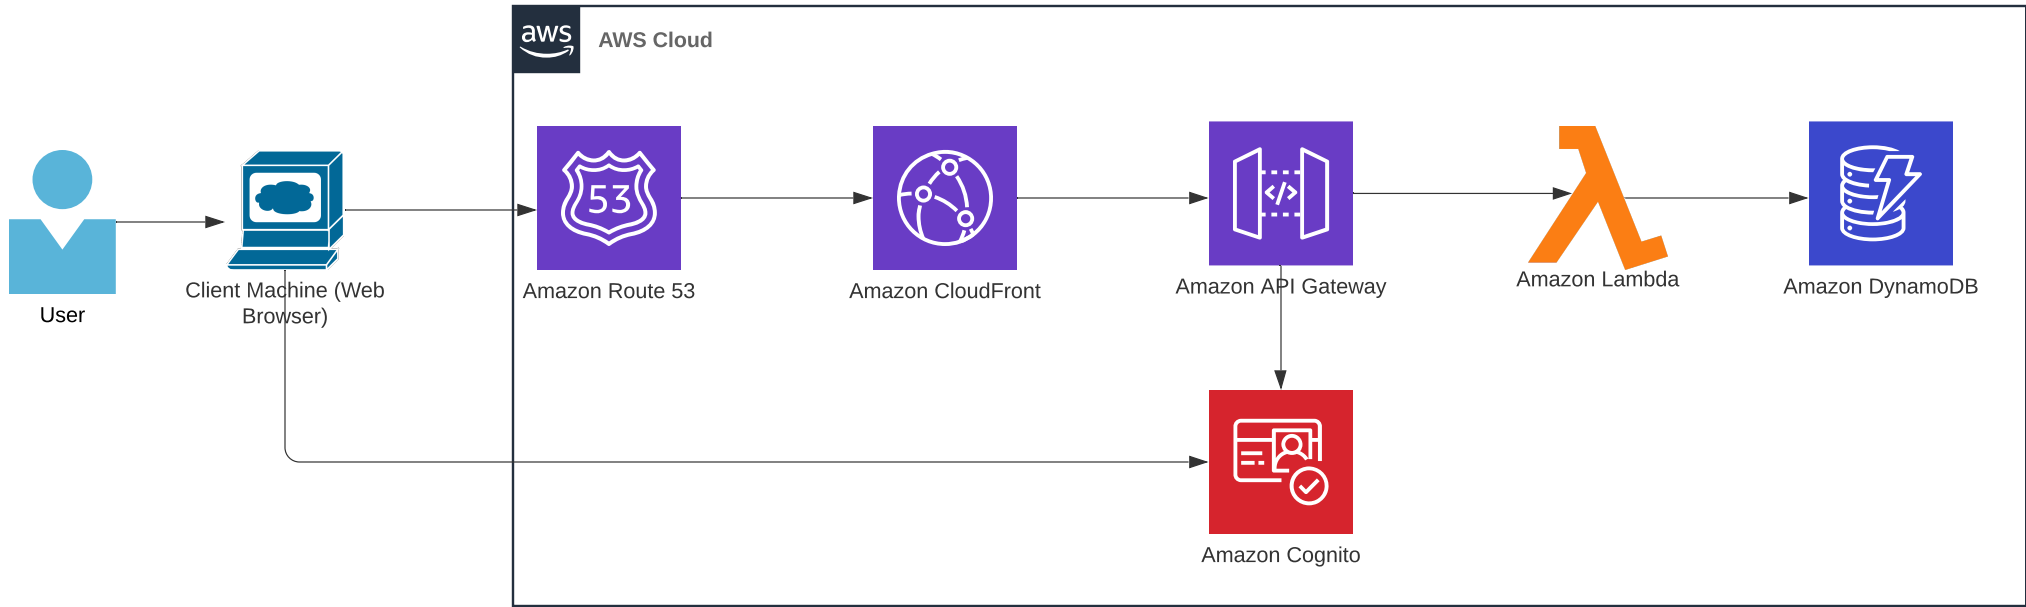 aws
AWS Cloud
53
</>
User
Client Machine (Web
Browser)
Amazon Route 53
Amazon CloudFront
Amazon API Gateway
Amazon Lambda
Amazon DynamoDB
Amazon Cognito